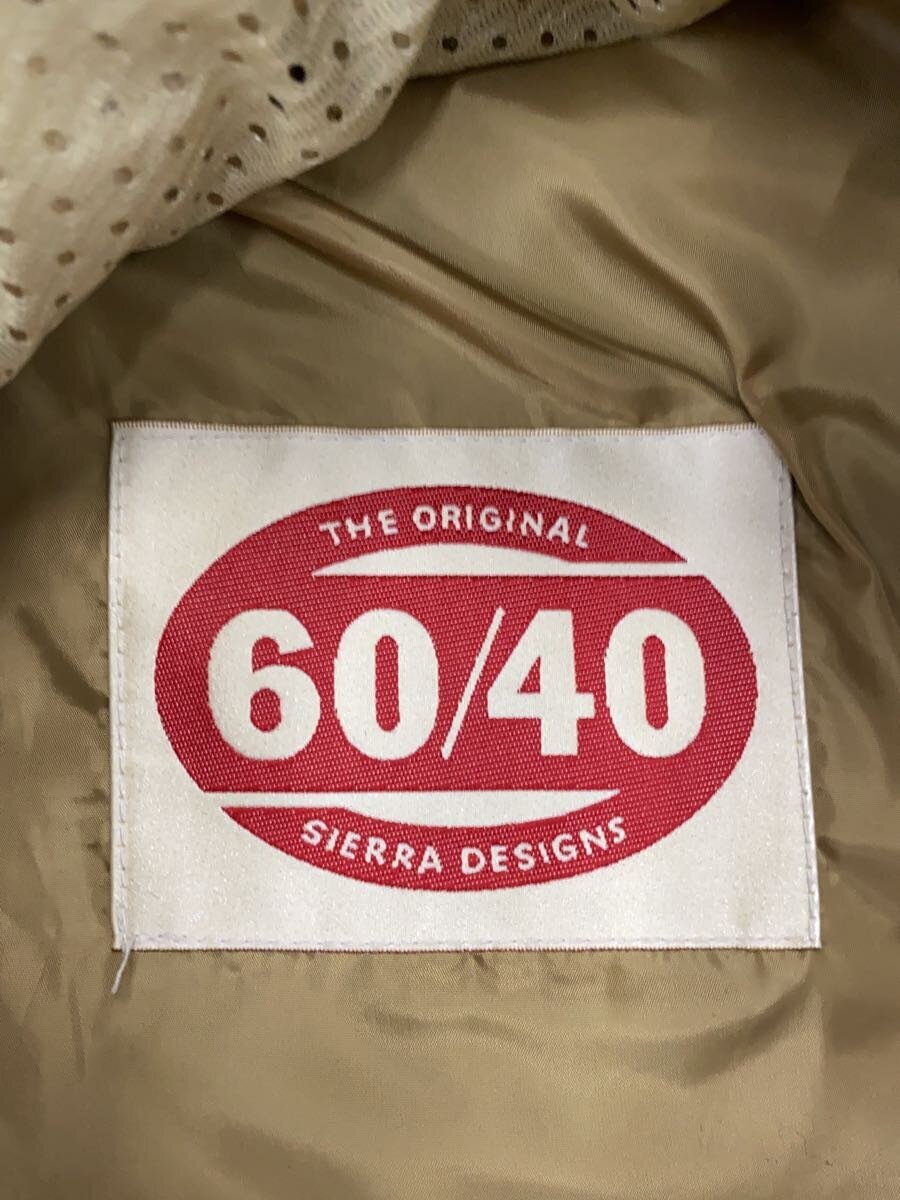 THE ORIGINAL
60/40
SIERRA DESIGNS